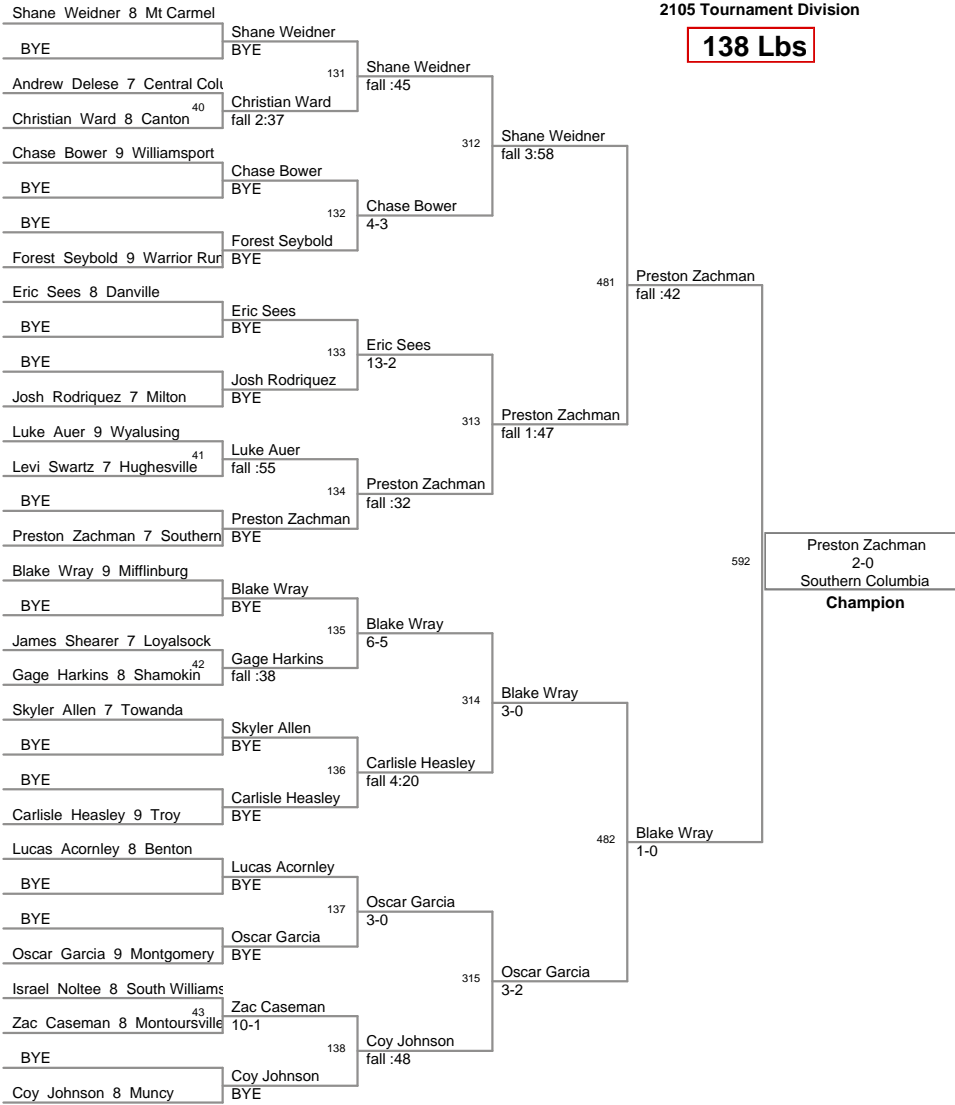 2105 Tournament Division
138 Lbs
Shane Weidner 8 Mt Carmel
BYE
Andrew Delese 7 Central Colu
40
Christian Ward 8 Canton
Chase Bower 9 Williamsport
BYE
BYE
Forest Seybold 9 Warrior Run
Eric Sees 8 Danville
BYE
BYE
Josh Rodriquez 7 Milton
Luke Auer 9 Wyalusing
41
Levi Swartz 7 Hughesville
BYE
Preston Zachman 7 Southern
Blake Wray 9 Mifflinburg
BYE
James Shearer 7 Loyalsock
42
Gage Harkins 8 Shamokin
Skyler Allen 7 Towanda
BYE
BYE
Carlisle Heasley 9 Troy
Lucas Acornley 8 Benton
BYE
BYE
Oscar Garcia 9 Montgomery
Israel Noltee 8 South Williams
43
Zac Caseman 8 Montoursville
BYE
Coy Johnson 8 Muncy
Shane Weidner
BYE
131
Christian Ward
fall 2:37
Chase Bower
BYE
132
Forest Seybold
BYE
Eric Sees
BYE
133
Josh Rodriquez
BYE
Luke Auer
fall :55
134
Preston Zachman
BYE
Blake Wray
BYE
135
Gage Harkins
fall :38
Skyler Allen
BYE
136
Carlisle Heasley
BYE
Lucas Acornley
BYE
137
Oscar Garcia
BYE
Zac Caseman
10-1
138
Coy Johnson
BYE
Shane Weidner
fall :45
312
Chase Bower
4-3
Eric Sees
13-2
313
Preston Zachman
fall :32
Blake Wray
6-5
314
Carlisle Heasley
fall 4:20
Oscar Garcia
3-0
315
Coy Johnson
fall :48
Shane Weidner
fall 3:58
481
Preston Zachman
fall 1:47
Blake Wray
3-0
482
Oscar Garcia
3-2
Preston Zachman
fall :42
592
Blake Wray
1-0
Preston Zachman
2-0
Southern Columbia
Champion